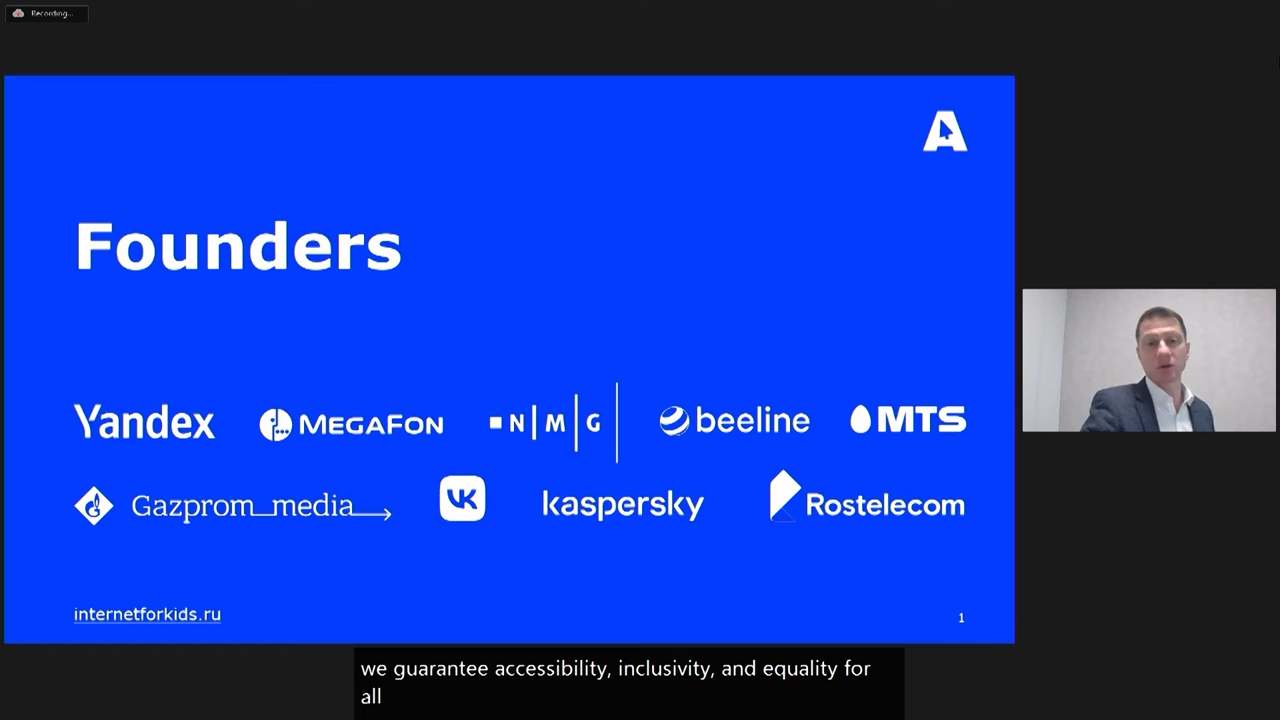 Recording...
A
Founders
Yandex MEGAFON N M G beeline MTS
Gazprom_media VK kaspersky Rostelecom
internetforkids.ru 1
we guarantee accessibility, inclusivity, and equality for
all